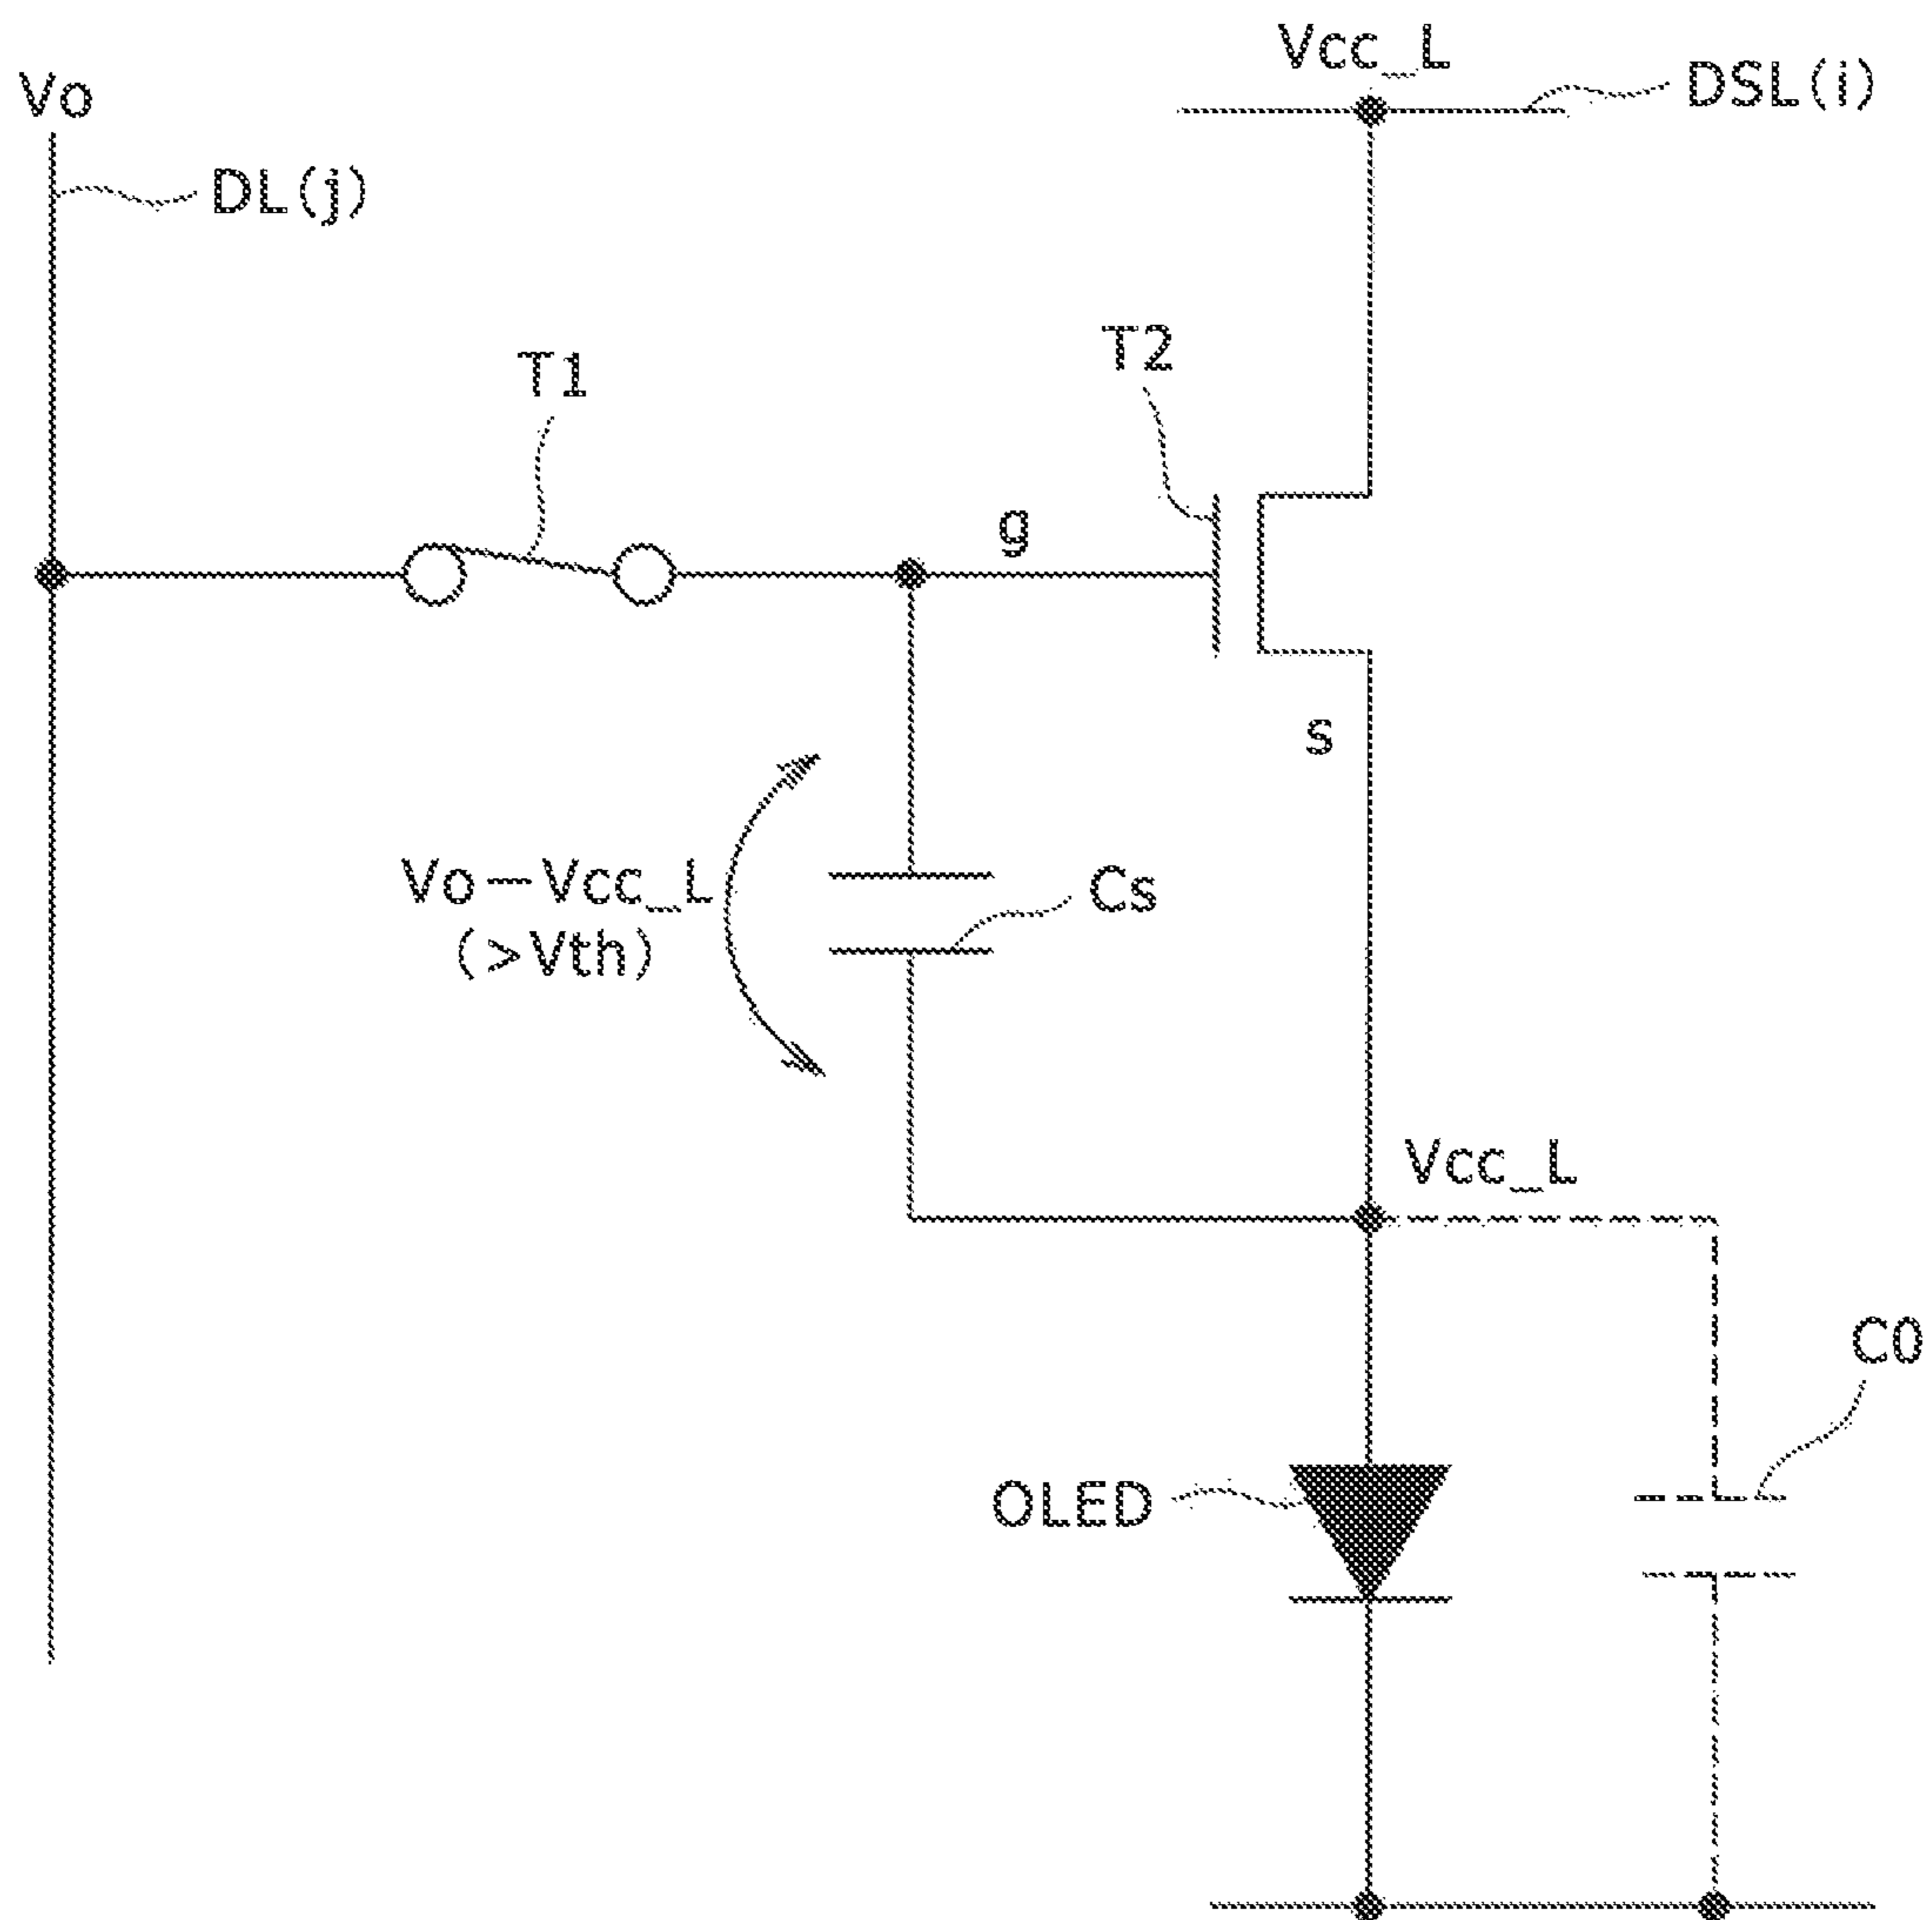 Vcc_L
DSL(i)
Vo
DL(j)
T1
T2
g
s
Vo−Vcc_L
(>Vth)
Cs
Vcc_L
C0
OLED